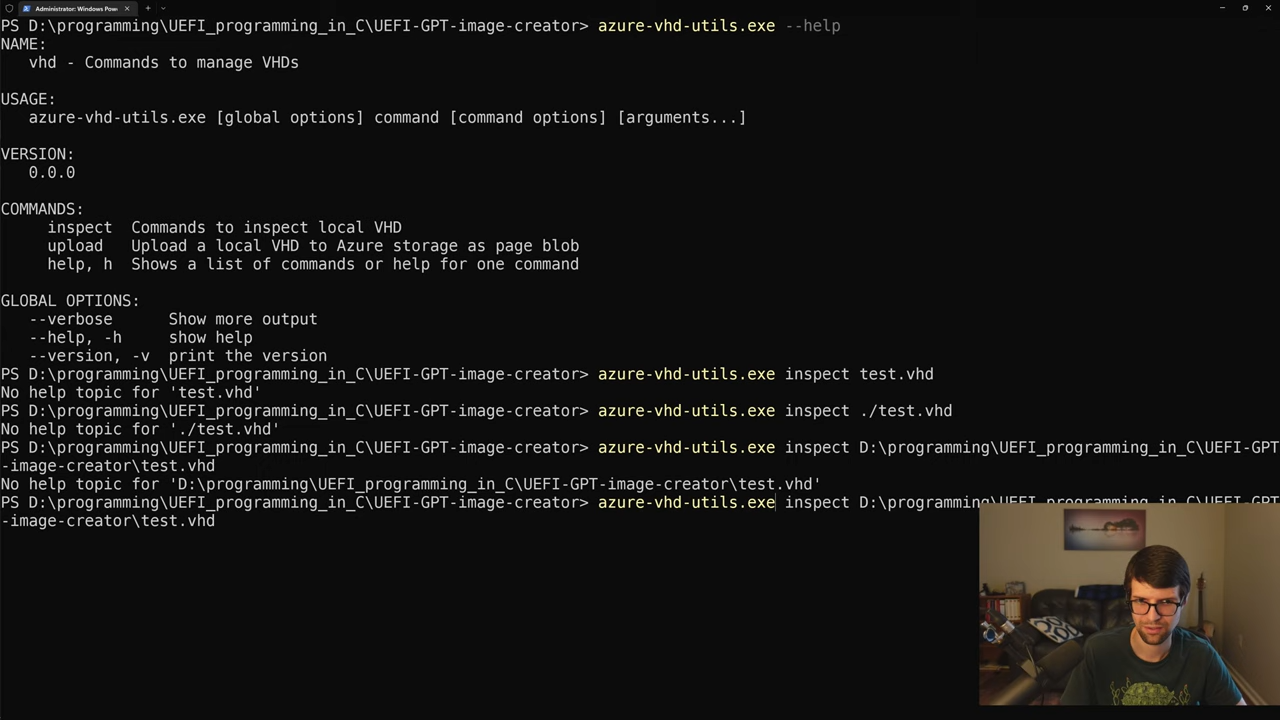 Administrator: Windows Pow
PS D:\programming\UEFI_programming_in_C\UEFI-GPT-image-creator> azure-vhd-utils.exe --help
NAME:
   vhd - Commands to manage VHDs
USAGE:
   azure-vhd-utils.exe [global options] command [command options] [arguments...]
VERSION:
   0.0.0
COMMANDS:
     inspect  Commands to inspect local VHD
     upload   Upload a local VHD to Azure storage as page blob
     help, h  Shows a list of commands or help for one command
GLOBAL OPTIONS:
   --verbose      Show more output
   --help, -h     show help
   --version, -v  print the version
PS D:\programming\UEFI_programming_in_C\UEFI-GPT-image-creator> azure-vhd-utils.exe inspect test.vhd
No help topic for 'test.vhd'
PS D:\programming\UEFI_programming_in_C\UEFI-GPT-image-creator> azure-vhd-utils.exe inspect ./test.vhd
No help topic for './test.vhd'
PS D:\programming\UEFI_programming_in_C\UEFI-GPT-image-creator> azure-vhd-utils.exe inspect D:\programming\UEFI_programming_in_C\UEFI-GPT
-image-creator\test.vhd
No help topic for 'D:\programming\UEFI_programming_in_C\UEFI-GPT-image-creator\test.vhd'
PS D:\programming\UEFI_programming_in_C\UEFI-GPT-image-creator> azure-vhd-utils.exe inspect D:\programming\UEFI_programming_in_C\UEFI-GPT
-image-creator\test.vhd